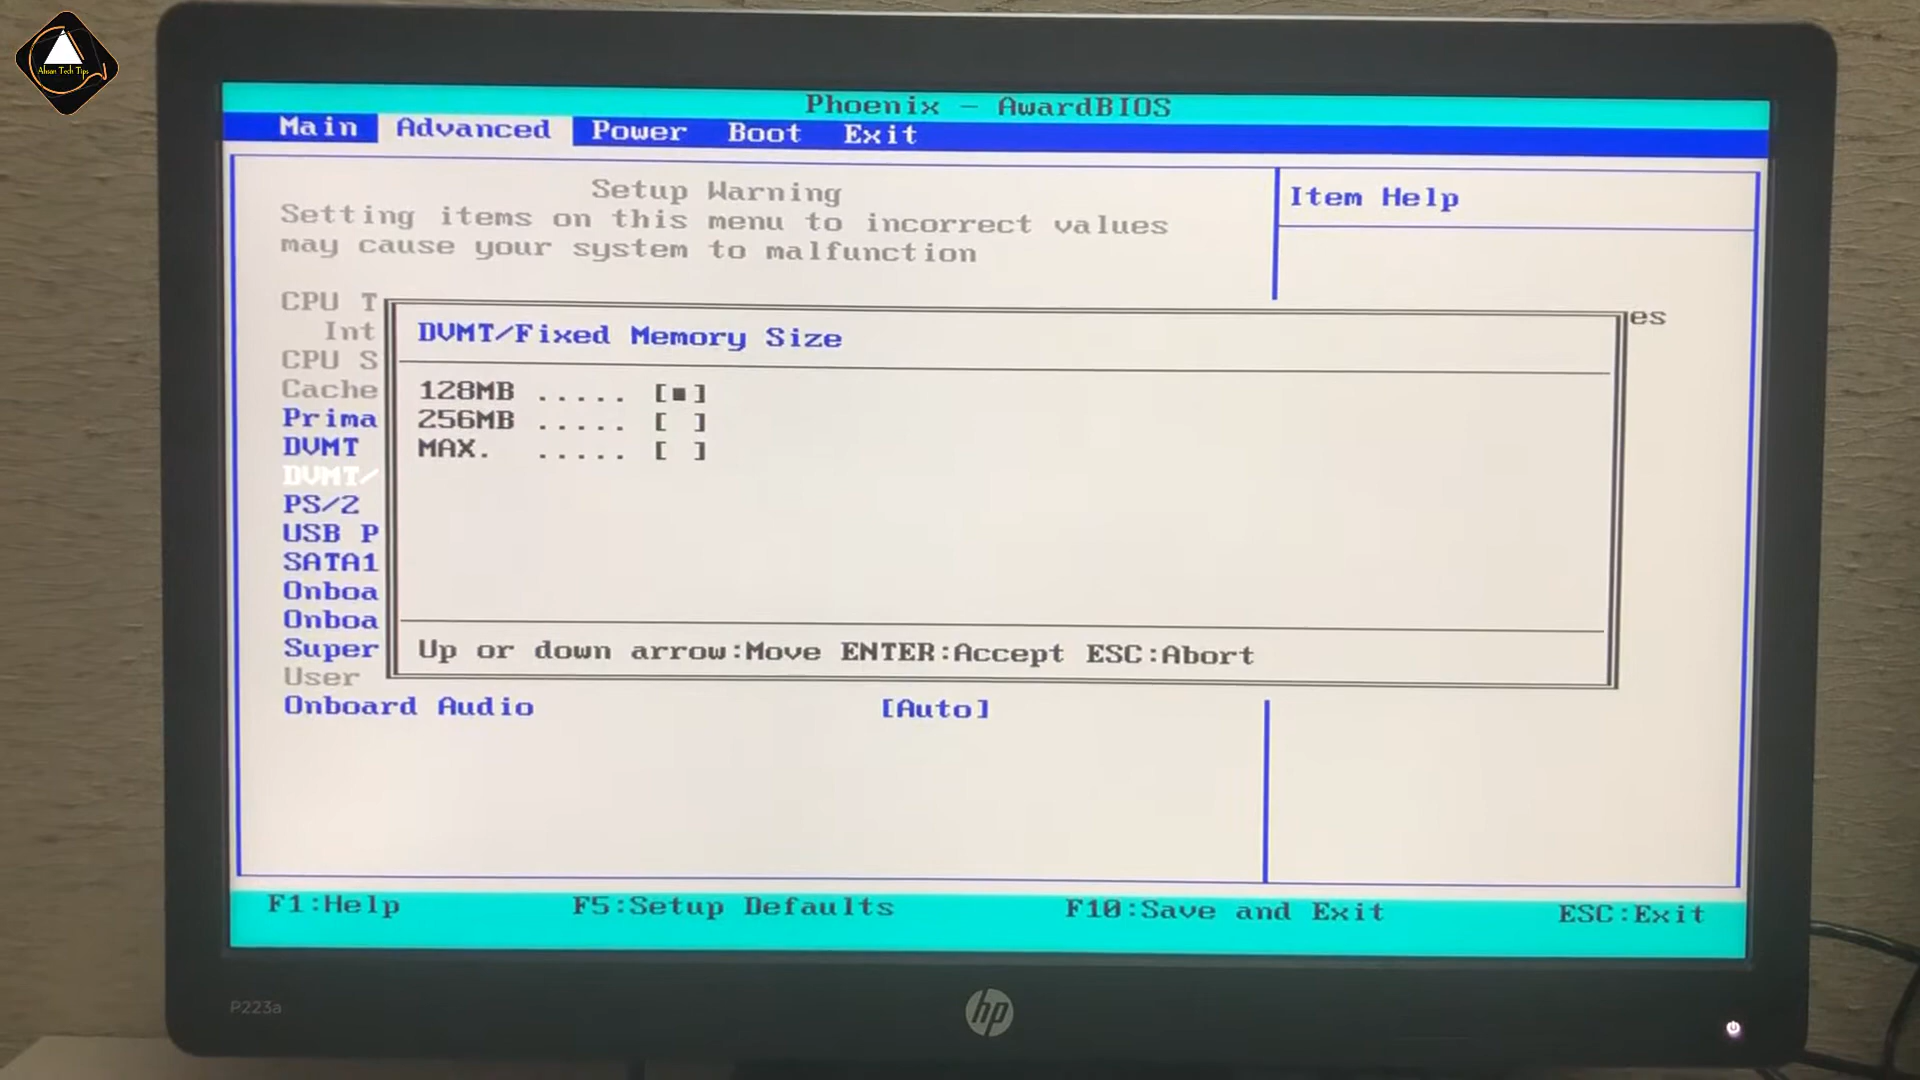 Ahsan Tech Tips
Phoenix - AwardBIOS
Main Advanced Power Boot Exit
Setup Warning
Setting items on this menu to incorrect values
may cause your system to malfunction
Item Help
CPU T
es
Int
CPU S
Cache
Prima
DVMT
DVMT/
PS/2
USB P
SATA1
Onboa
Onboa
Super
User
DVMT/Fixed Memory Size
128MB ..... [■]
256MB ..... [ ]
MAX. ..... [ ]
Up or down arrow:Move ENTER:Accept ESC:Abort
Onboard Audio [Auto]
F1:Help F5:Setup Defaults F10:Save and Exit ESC:Exit
P223a
hp